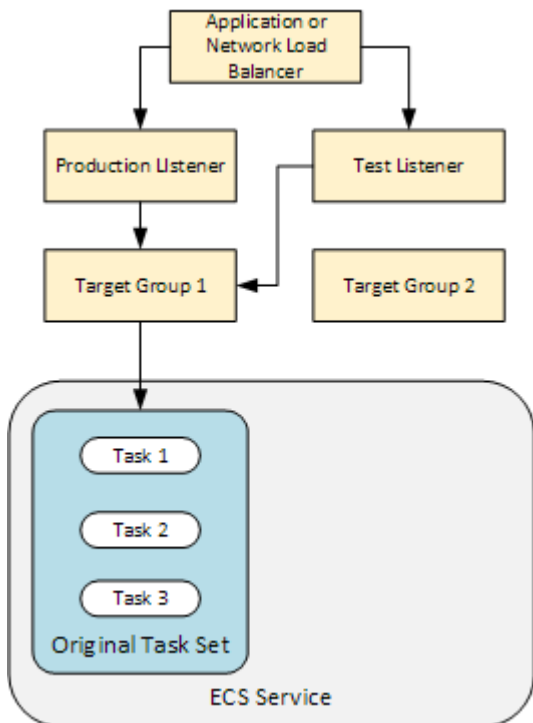 Application or
Network Load
Balancer
Production LIstener
Test Listener
Target Group 1
Target Group 2
Task 1
Task 2
Task 3
Original Task Set
ECS Service